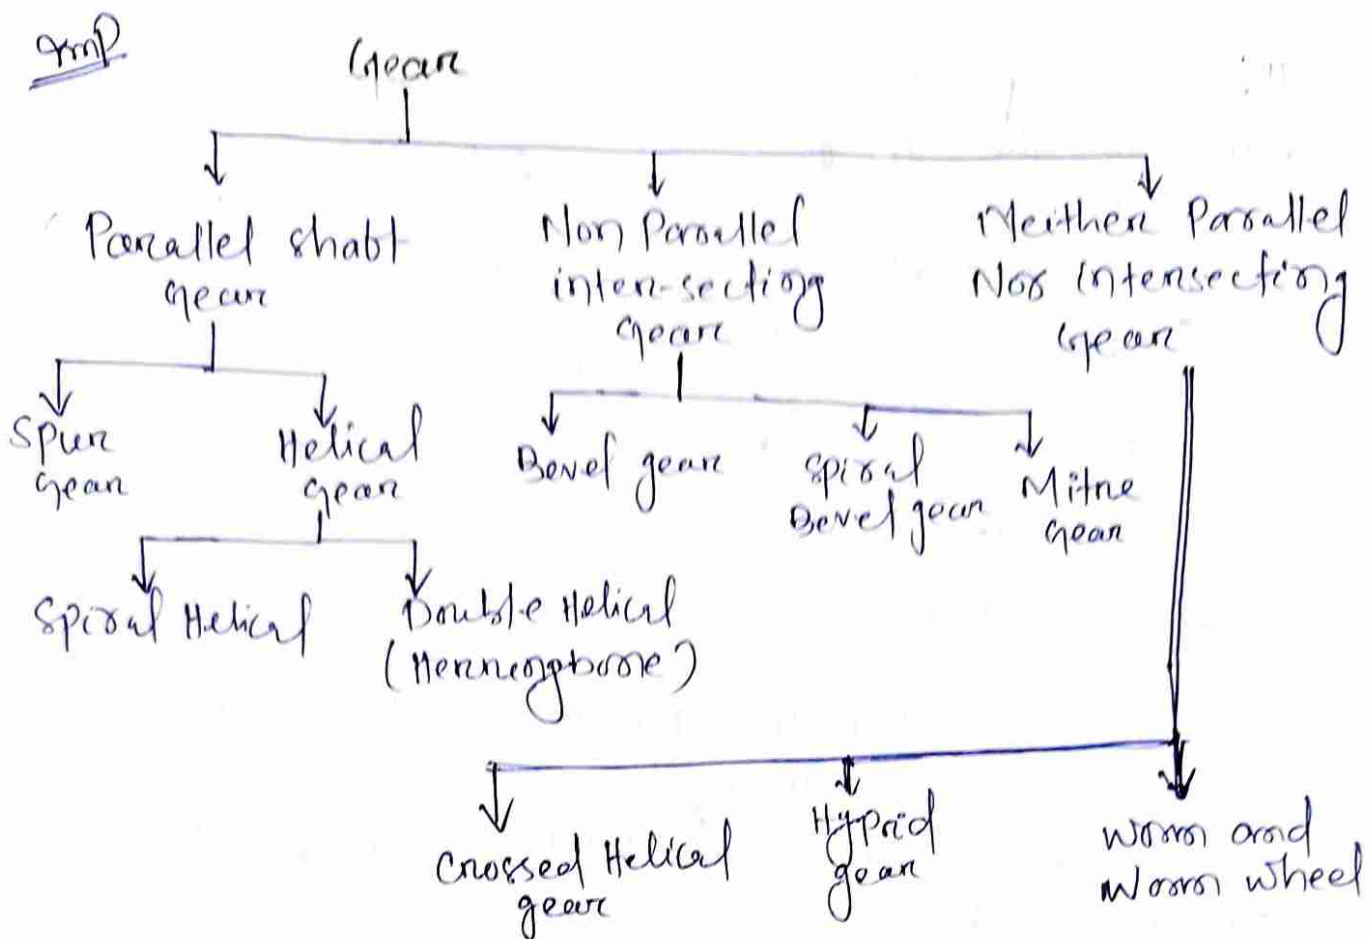 Imp
Gear
Parallel shaft
gear
Non Parallel
inter-secting
gear
Neither Parallel
Nor intersecting
gear
Spur
gear
Helical
gear
Bevel gear
Spiral
Bevel gear
Mitre
gear
Spiral Helical
Double Helical
(Herringbone)
Crossed Helical
gear
Hyprid
gear
Worm and
Worm wheel